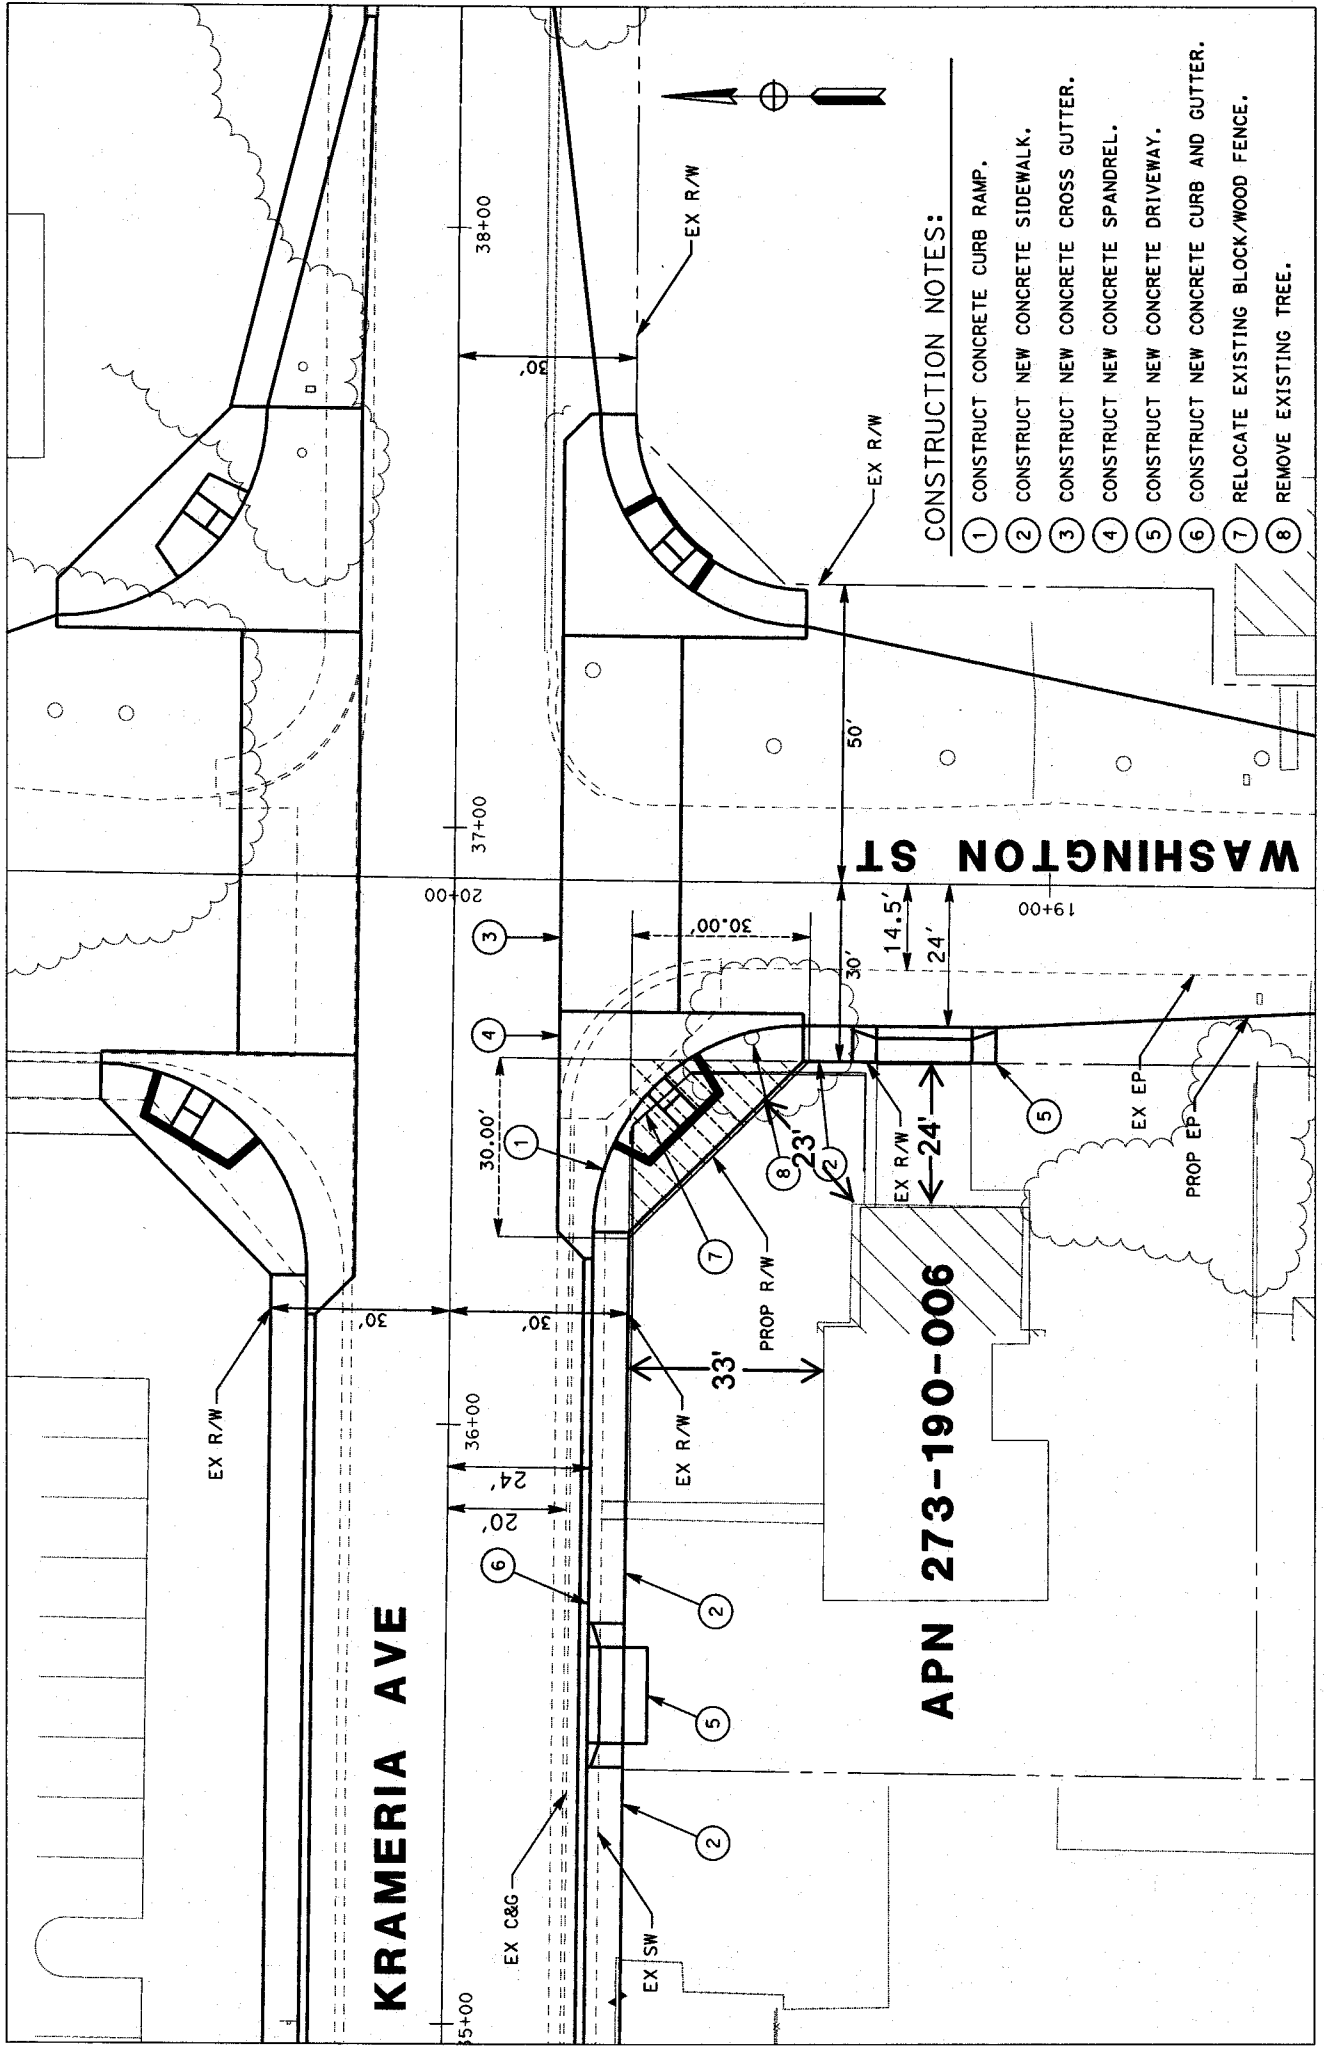 KRAMERIA AVE
WASHINGTON ST
APN 273-190-006
CONSTRUCTION NOTES:
1 CONSTRUCT CONCRETE CURB RAMP.
2 CONSTRUCT NEW CONCRETE SIDEWALK.
3 CONSTRUCT NEW CONCRETE CROSS GUTTER.
4 CONSTRUCT NEW CONCRETE SPANDREL.
5 CONSTRUCT NEW CONCRETE DRIVEWAY.
6 CONSTRUCT NEW CONCRETE CURB AND GUTTER.
7 RELOCATE EXISTING BLOCK/WOOD FENCE.
8 REMOVE EXISTING TREE.
35+00
36+00
37+00
38+00
20+00
19+00
EX R/W
30'
30'
EX R/W
24'
20'
6
2
5
2
EX C&G
EX SW
33'
PROP R/W
7
1
30.00'
4
3
30.00'
8
23'
2
EX R/W
24'
5
30'
14.5'
24'
50'
EX EP
PROP EP
EX R/W
EX R/W
30'